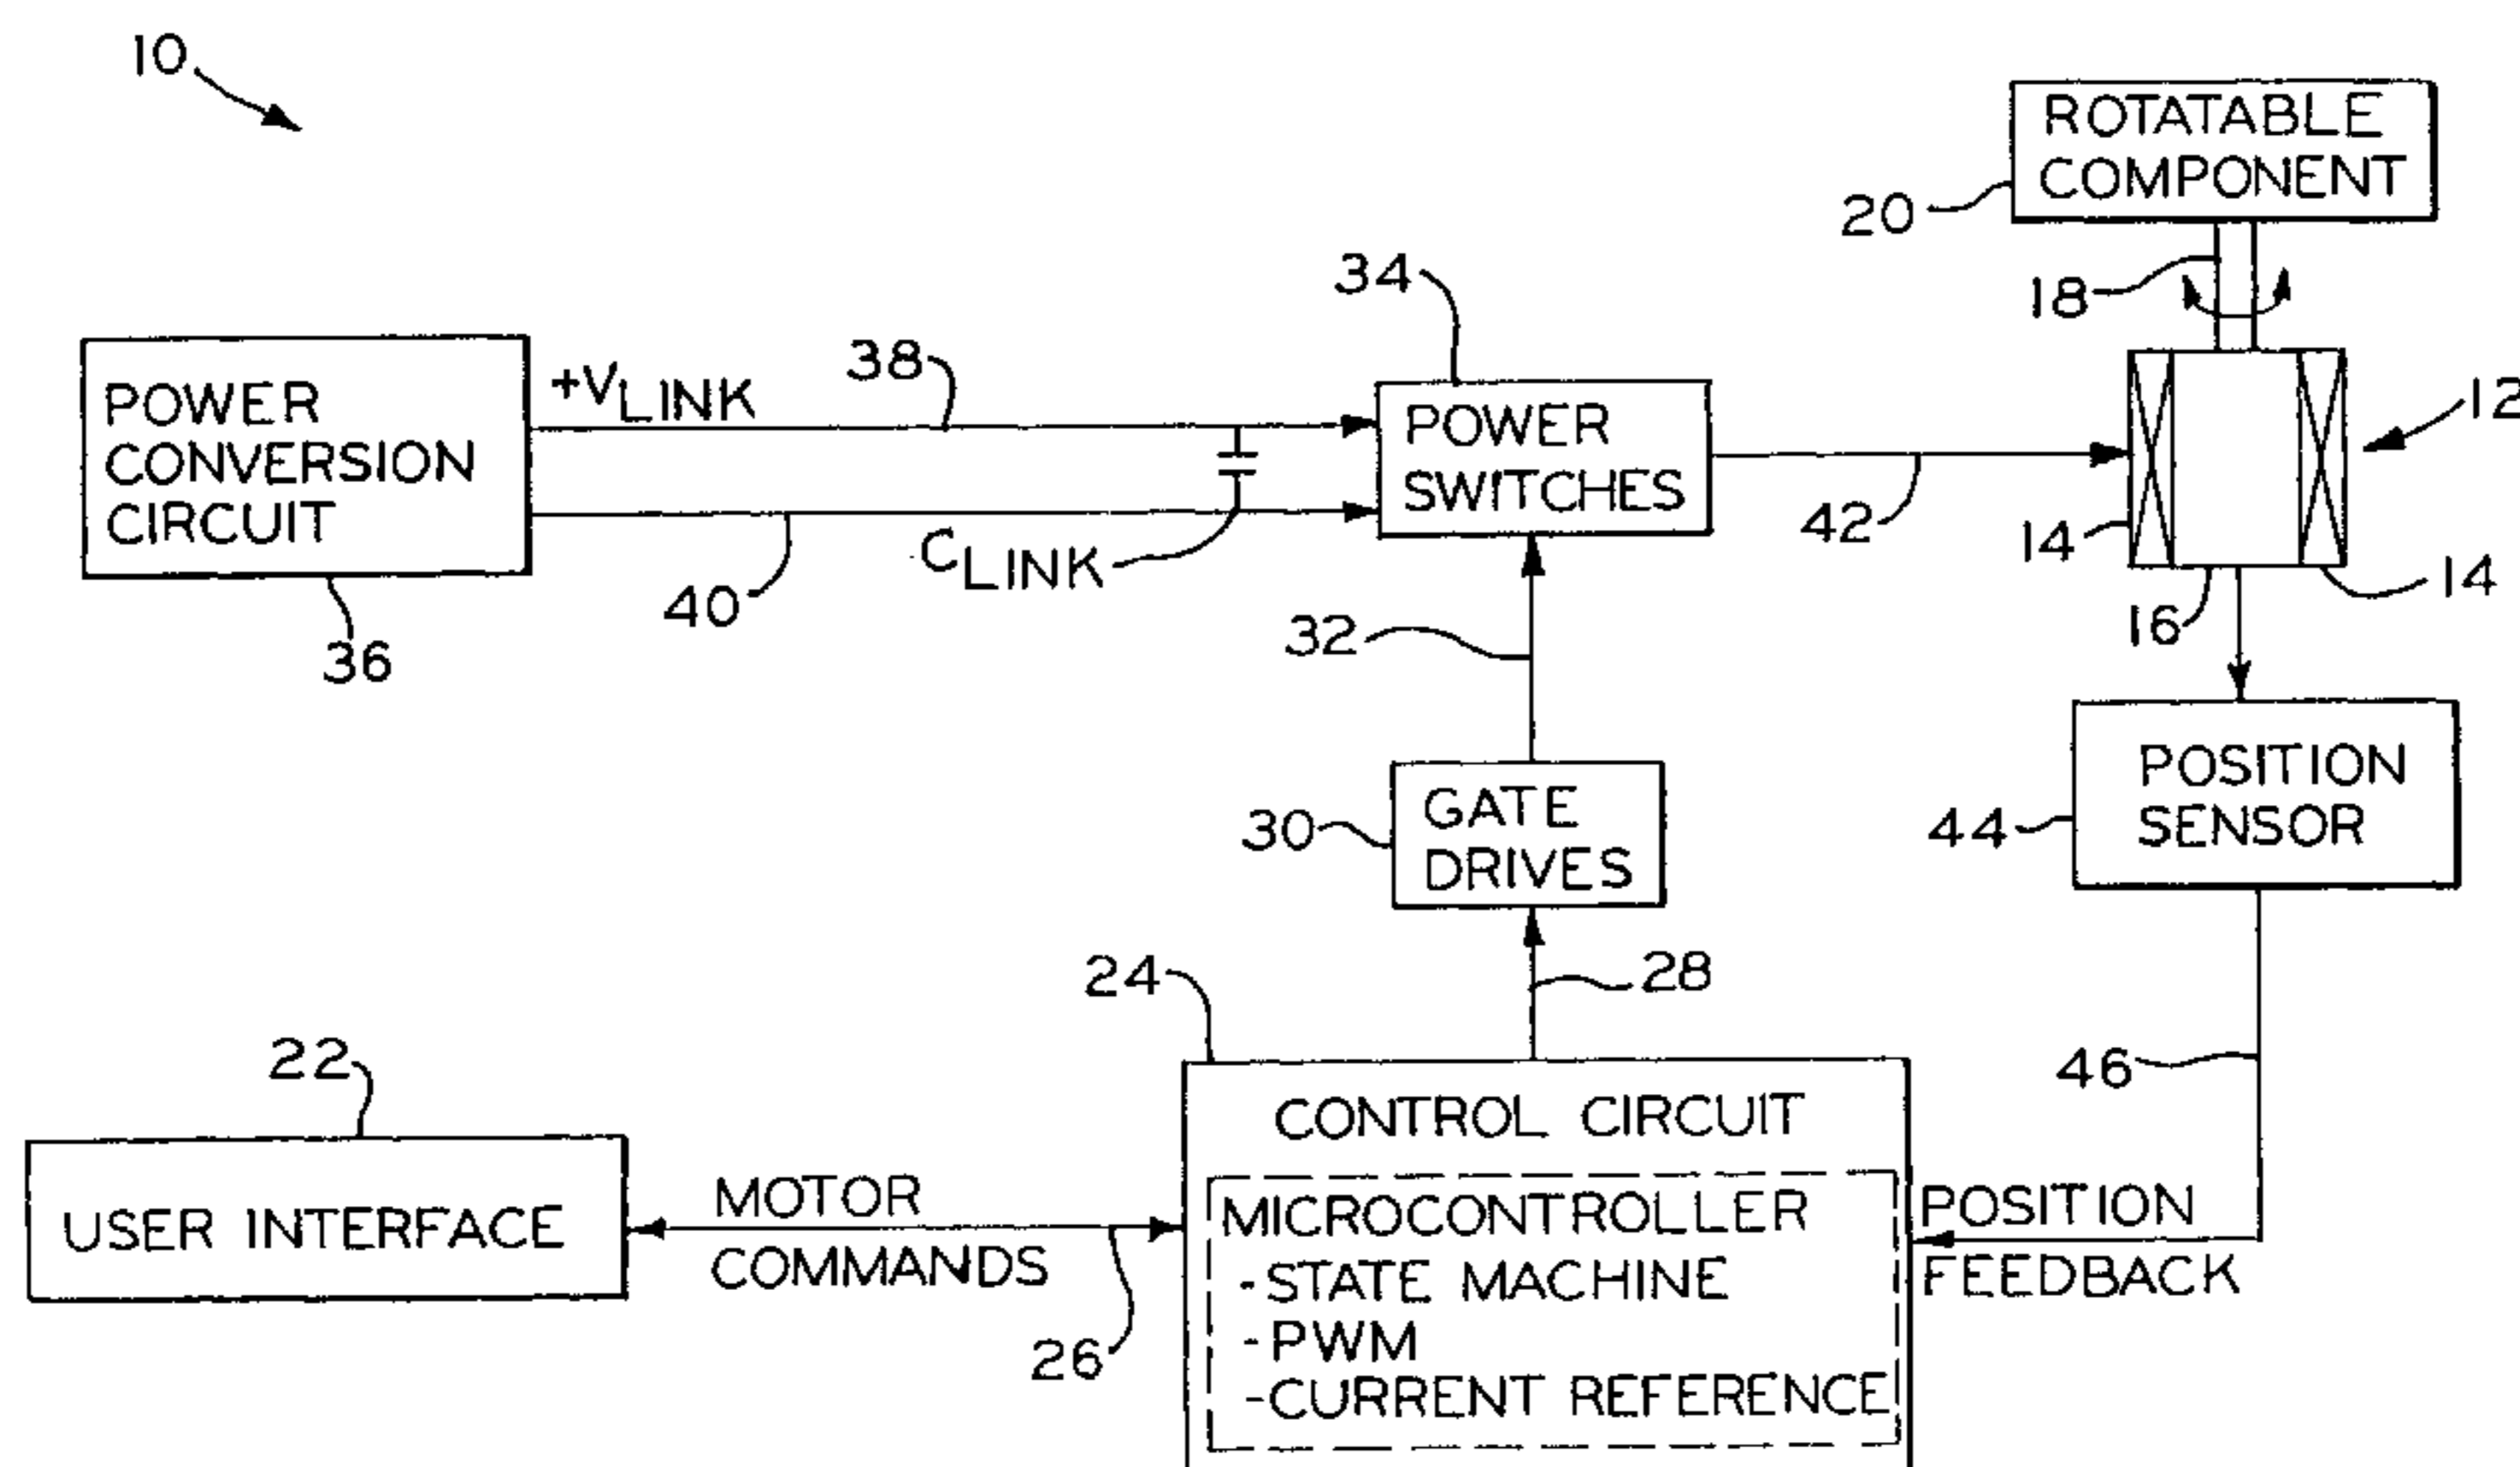 10
ROTATABLE
COMPONENT
20
18
34
38
+VLINK
POWER
CONVERSION
CIRCUIT
POWER
SWITCHES
12
42
14
14
16
CLINK
40
36
32
POSITION
SENSOR
44
GATE
DRIVES
30
28
24
46
22
USER INTERFACE
MOTOR
COMMANDS
26
CONTROL CIRCUIT
MICROCONTROLLER
-STATE MACHINE
-PWM
-CURRENT REFERENCE
POSITION
FEEDBACK